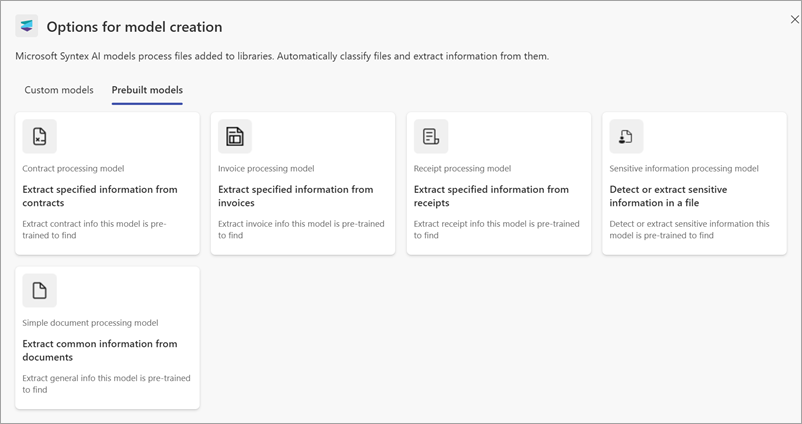 Options for model creation
Microsoft Syntex AI models process files added to libraries. Automatically classify files and extract information from them.
Custom models
Prebuilt models
Contract processing model
Extract specified information from
contracts
Extract contract info this model is pre-
trained to find
Invoice processing model
Extract specified information from
invoices
Extract invoice info this model is pre-trained
to find
Receipt processing model
Extract specified information from
receipts
Extract receipt info this model is pre-trained
to find
Sensitive information processing model
Detect or extract sensitive
information in a file
Detect or extract sensitive information this
model is pre-trained to find
Simple document processing model
Extract common information from
documents
Extract general info this model is pre-trained
to find